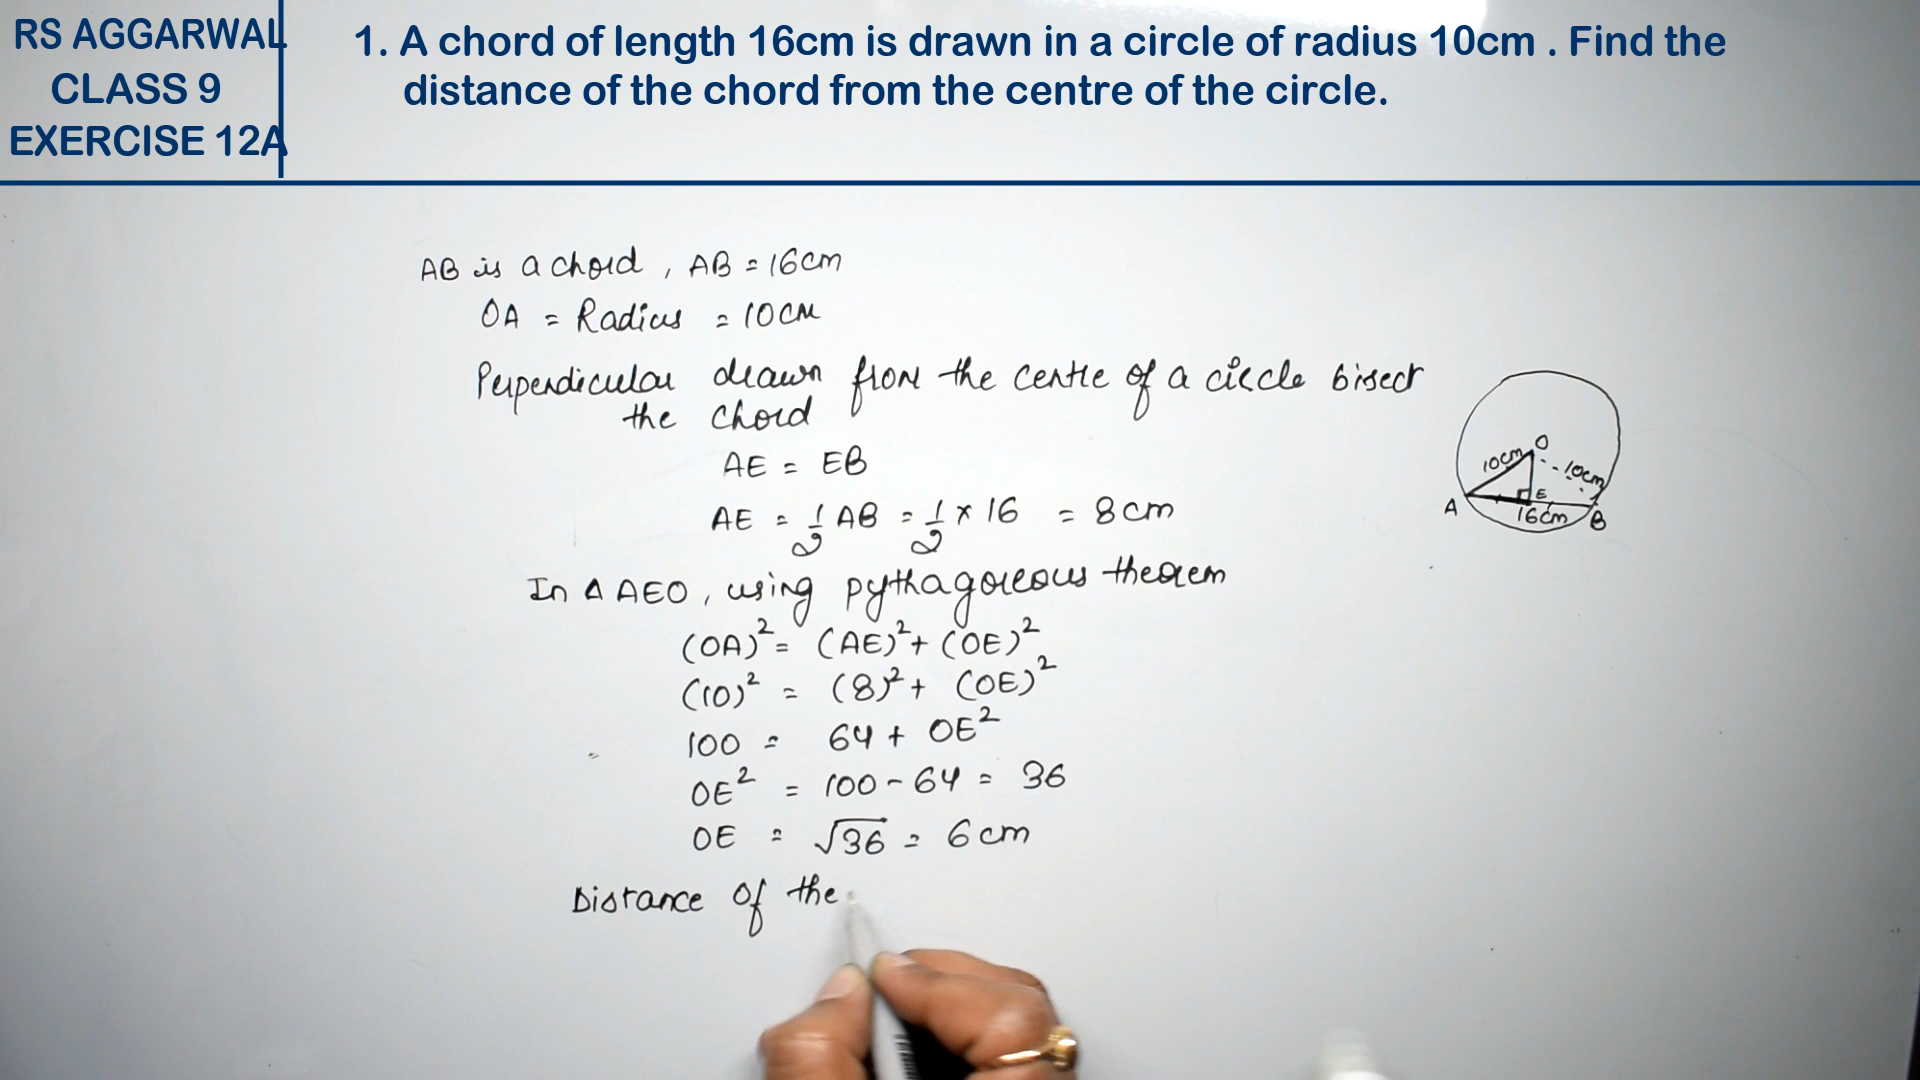 RS AGGARWAL
CLASS 9
EXERCISE 12A
1. A chord of length 16cm is drawn in a circle of radius 10cm . Find the
distance of the chord from the centre of the circle.
AB is a chord , AB = 16cm
OA = Radius = 10cm
Perpendicular drawn from the centre of a circle bisect
the chord
AE = EB
AE = 1/2 AB = 1/2 × 16 = 8cm
In Δ AEO , using pythagoreous theorem
(OA)² = (AE)² + (OE)²
(10)² = (8)² + (OE)²
100 = 64 + OE²
OE² = 100 - 64 = 36
OE = √36 = 6cm
Distance of the
O
10cm
10cm
A
E
16cm
B